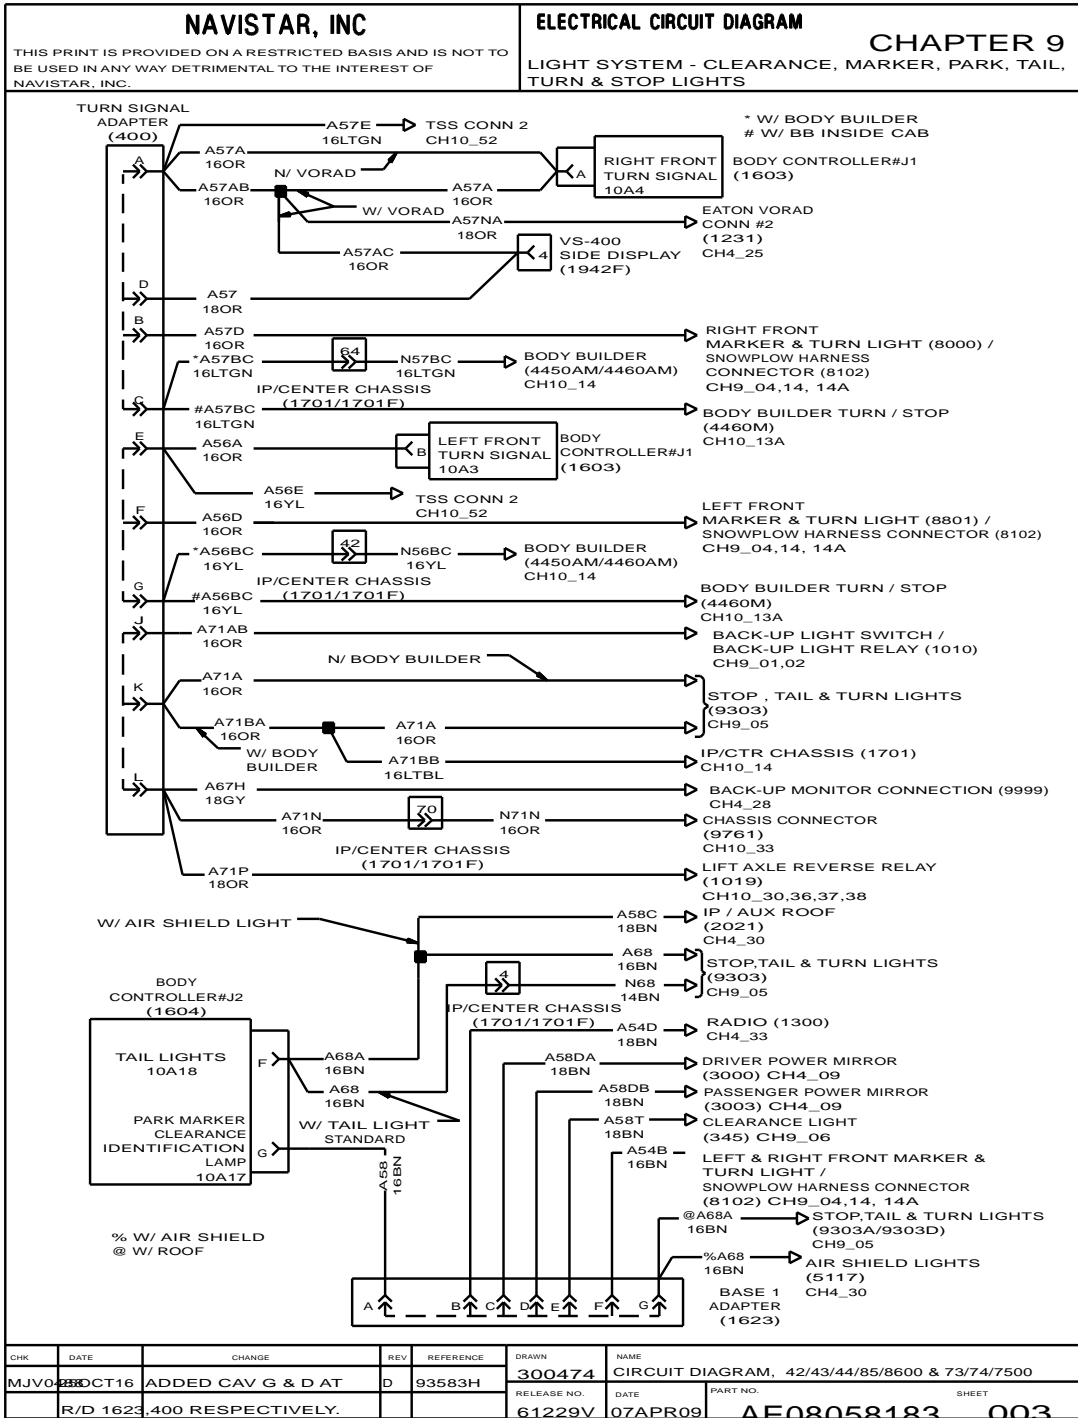 NAVISTAR, INC
THIS PRINT IS PROVIDED ON A RESTRICTED BASIS AND IS NOT TO
BE USED IN ANY WAY DETRIMENTAL TO THE INTEREST OF
NAVISTAR, INC.
ELECTRICAL CIRCUIT DIAGRAM
CHAPTER 9
LIGHT SYSTEM - CLEARANCE, MARKER, PARK, TAIL,
TURN & STOP LIGHTS
TURN SIGNAL
ADAPTER
(400)
* W/ BODY BUILDER
# W/ BB INSIDE CAB
A
A57E
16LTGN
TSS CONN 2
CH10_52
A57A
16OR
N/ VORAD
A57AB
16OR
A57A
16OR
W/ VORAD
A
RIGHT FRONT
TURN SIGNAL
10A4
BODY CONTROLLER#J1
(1603)
A57NA
18OR
EATON VORAD
CONN #2
(1231)
CH4_25
A57AC
16OR
4
VS-400
SIDE DISPLAY
(1942F)
D
A57
18OR
B
A57D
16OR
RIGHT FRONT
MARKER & TURN LIGHT (8000) /
SNOWPLOW HARNESS
CONNECTOR (8102)
CH9_04,14, 14A
*A57BC
16LTGN
64
IP/CENTER CHASSIS
(1701/1701F)
N57BC
16LTGN
BODY BUILDER
(4450AM/4460AM)
CH10_14
C
#A57BC
16LTGN
BODY BUILDER TURN / STOP
(4460M)
CH10_13A
E
A56A
16OR
B
LEFT FRONT
TURN SIGNAL
10A3
BODY
CONTROLLER#J1
(1603)
A56E
16YL
TSS CONN 2
CH10_52
F
A56D
16OR
LEFT FRONT
MARKER & TURN LIGHT (8801) /
SNOWPLOW HARNESS CONNECTOR (8102)
CH9_04,14, 14A
*A56BC
16YL
42
IP/CENTER CHASSIS
(1701/1701F)
N56BC
16YL
BODY BUILDER
(4450AM/4460AM)
CH10_14
G
#A56BC
16YL
BODY BUILDER TURN / STOP
(4460M)
CH10_13A
J
A71AB
16OR
BACK-UP LIGHT SWITCH /
BACK-UP LIGHT RELAY (1010)
CH9_01,02
N/ BODY BUILDER
K
A71A
16OR
STOP , TAIL & TURN LIGHTS
(9303)
CH9_05
A71BA
16OR
A71A
16OR
W/ BODY
BUILDER
A71BB
16LTBL
IP/CTR CHASSIS (1701)
CH10_14
L
A67H
18GY
BACK-UP MONITOR CONNECTION (9999)
CH4_28
A71N
16OR
70
IP/CENTER CHASSIS
(1701/1701F)
N71N
16OR
CHASSIS CONNECTOR
(9761)
CH10_33
A71P
18OR
LIFT AXLE REVERSE RELAY
(1019)
CH10_30,36,37,38
W/ AIR SHIELD LIGHT
A58C
18BN
IP / AUX ROOF
(2021)
CH4_30
A68
16BN
STOP,TAIL & TURN LIGHTS
(9303)
CH9_05
4
IP/CENTER CHASSIS
(1701/1701F)
N68
14BN
BODY
CONTROLLER#J2
(1604)
A54D
18BN
RADIO (1300)
CH4_33
TAIL LIGHTS
10A18
F
A68A
16BN
A68
16BN
W/ TAIL LIGHT
STANDARD
A58DA
18BN
DRIVER POWER MIRROR
(3000) CH4_09
A58DB
18BN
PASSENGER POWER MIRROR
(3003) CH4_09
PARK MARKER
CLEARANCE
IDENTIFICATION
LAMP
10A17
G
A58
16BN
A58T
18BN
CLEARANCE LIGHT
(345) CH9_06
A54B
16BN
LEFT & RIGHT FRONT MARKER &
TURN LIGHT /
SNOWPLOW HARNESS CONNECTOR
(8102) CH9_04,14, 14A
@A68A
16BN
STOP,TAIL & TURN LIGHTS
(9303A/9303D)
CH9_05
% W/ AIR SHIELD
@ W/ ROOF
%A68
16BN
AIR SHIELD LIGHTS
(5117)
CH4_30
A
B
C
D
E
F
G
BASE 1
ADAPTER
(1623)
CHK DATE CHANGE REV REFERENCE
ADDED CAV G & D AT D 93583H
R/D 1623,400 RESPECTIVELY.
DRAWN
300474
NAME
CIRCUIT DIAGRAM, 42/43/44/85/8600 & 73/74/7500
RELEASE NO.
61229V
DATE
07APR09
PART NO.
AE08058183
SHEET
003